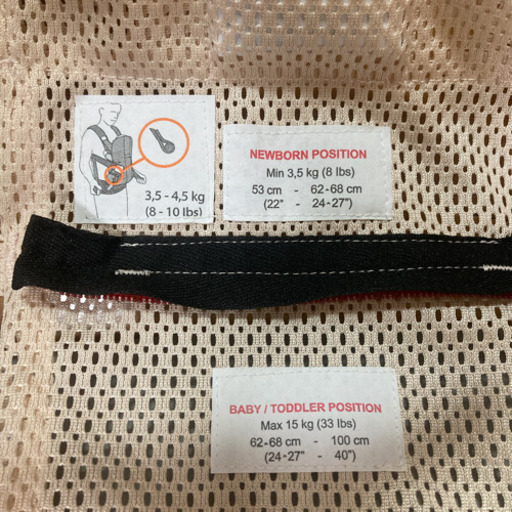 3,5 - 4,5 kg
(8 - 10 lbs)
NEWBORN POSITION
Min 3,5 kg (8 lbs)
53 cm - 62-68 cm
(22" - 24-27")
BABY / TODDLER POSITION
Max 15 kg (33 lbs)
62-68 cm - 100 cm
(24-27" - 40")